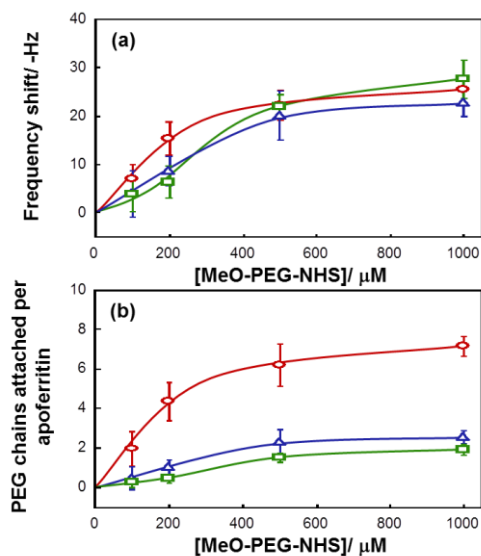 (a)
Frequency shift/ -Hz
40
30
20
10
0
0 200 400 600 800 1000
[MeO-PEG-NHS]/ μM
(b)
PEG chains attached per
apoferritin
10
8
6
4
2
0
0 200 400 600 800 1000
[MeO-PEG-NHS]/ μM